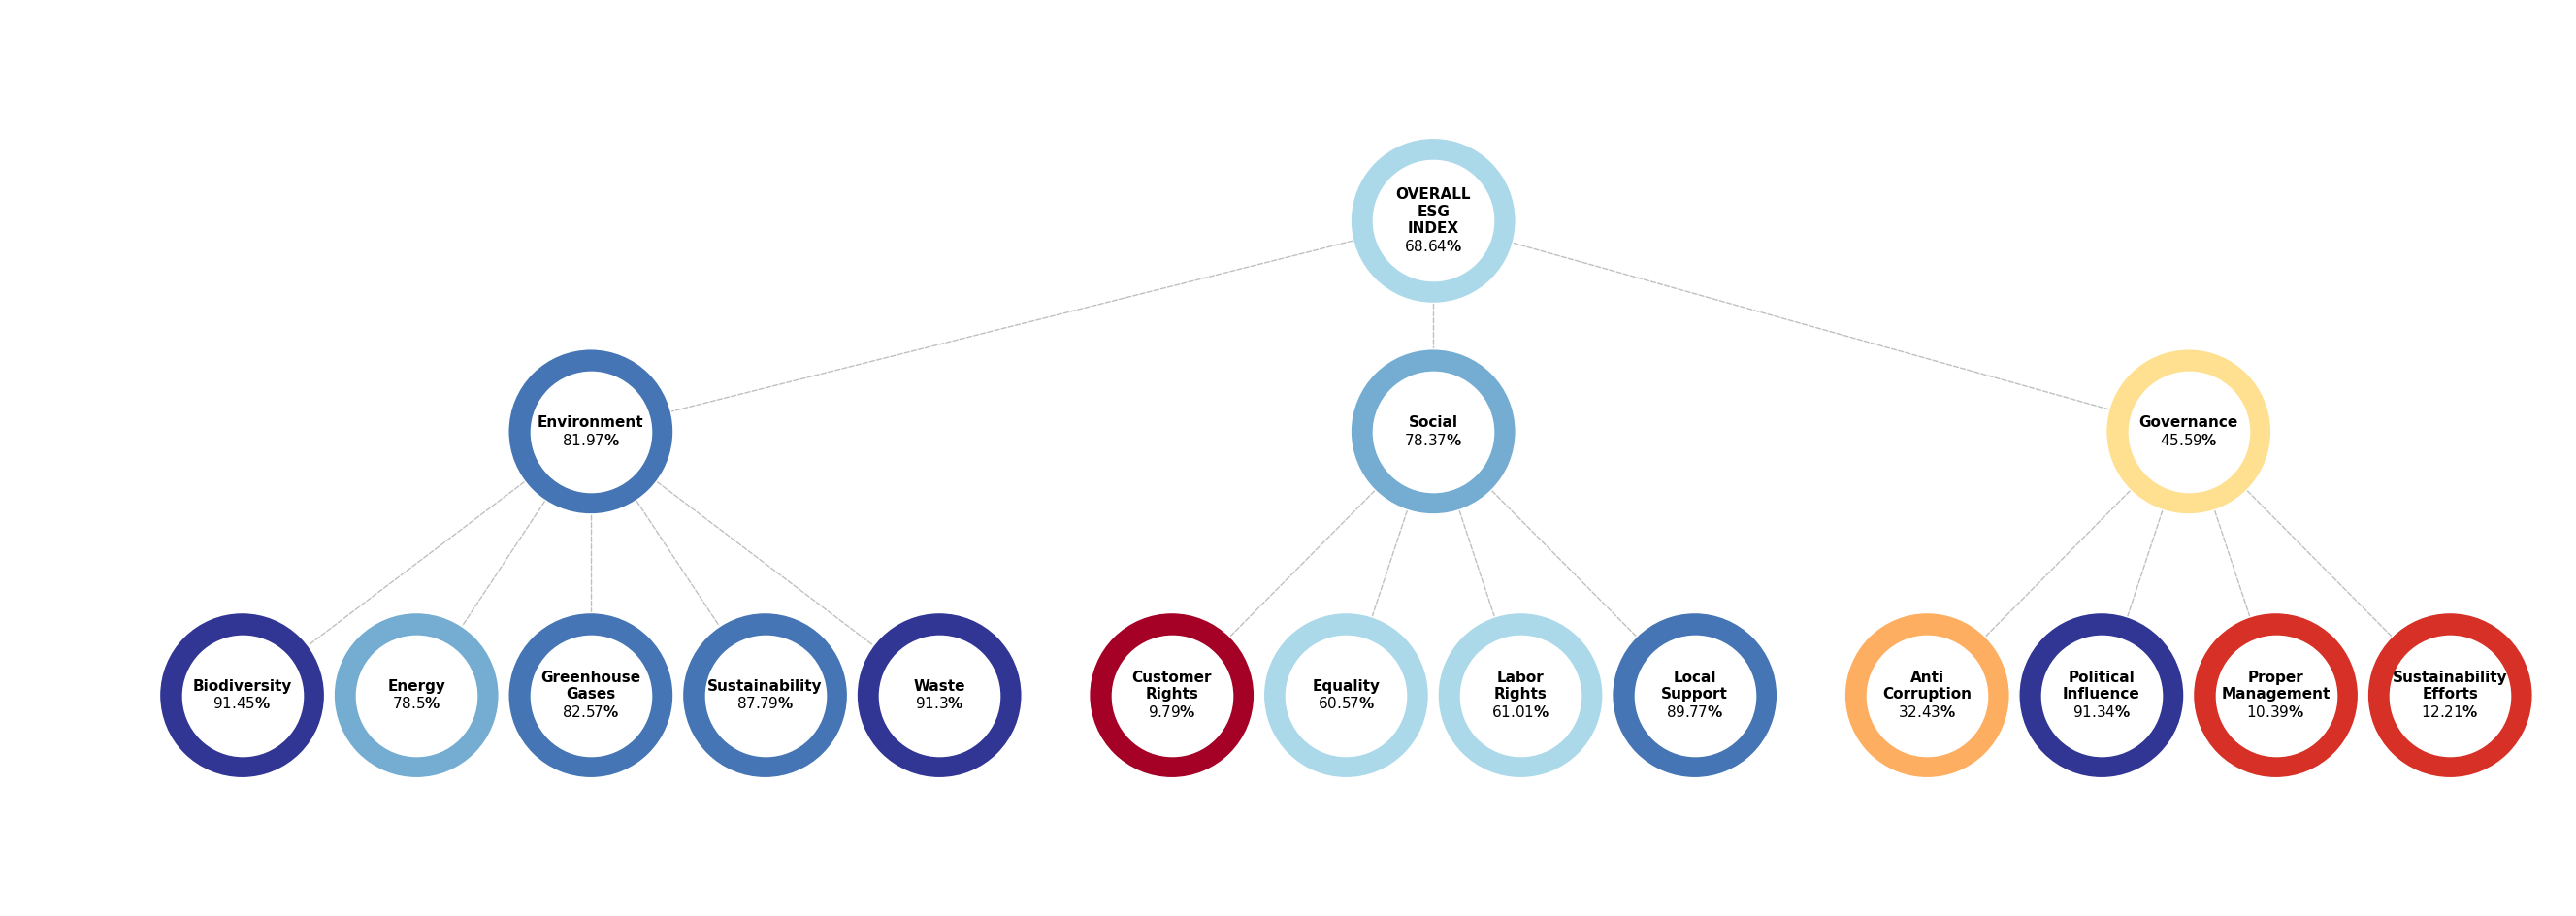 OVERALL
ESG
INDEX
68.64%
Environment
81.97%
Social
78.37%
Governance
45.59%
Biodiversity
91.45%
Energy
78.5%
Greenhouse
Gases
82.57%
Sustainability
87.79%
Waste
91.3%
Customer
Rights
9.79%
Equality
60.57%
Labor
Rights
61.01%
Local
Support
89.77%
Anti
Corruption
32.43%
Political
Influence
91.34%
Proper
Management
10.39%
Sustainability
Efforts
12.21%